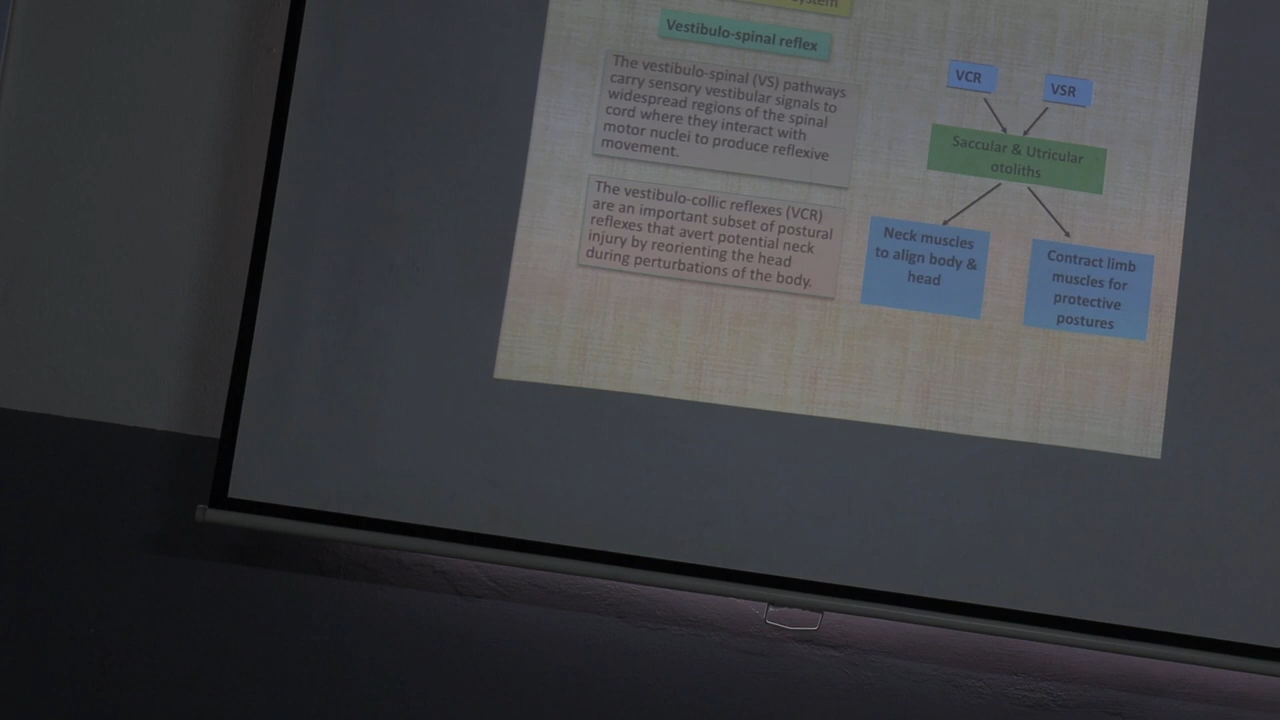 system
Vestibulo-spinal reflex
The vestibulo-spinal (VS) pathways
carry sensory vestibular signals to
widespread regions of the spinal
cord where they interact with
motor nuclei to produce reflexive
movement.
The vestibulo-collic reflexes (VCR)
are an important subset of postural
reflexes that avert potential neck
injury by reorienting the head
during perturbations of the body.
VCR
VSR
Saccular & Utricular
otoliths
Neck muscles
to align body &
head
Contract limb
muscles for
protective
postures